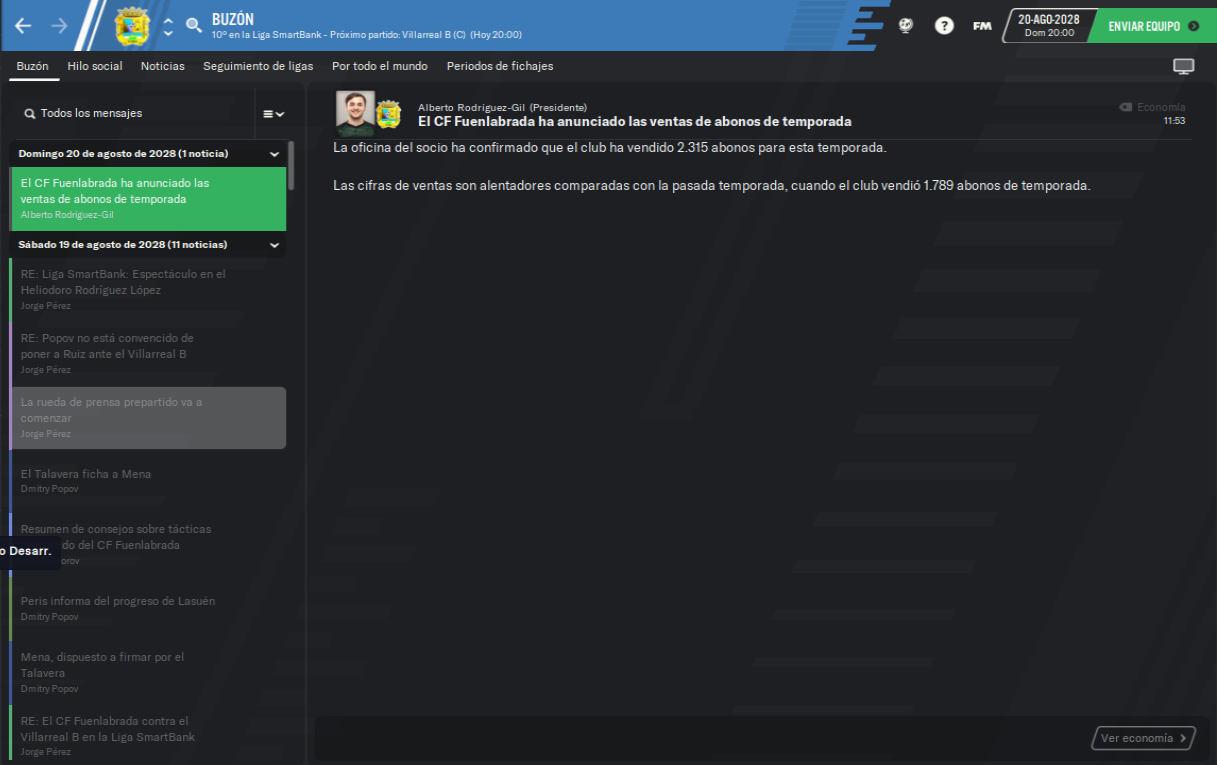 BUZÓN
10º en la Liga SmartBank - Próximo partido: Villarreal B (C) (Hoy 20:00)
?
FM
20-AGO-2028
Dom 20:00
ENVIAR EQUIPO
Buzón
Hilo social
Noticias
Seguimiento de ligas
Por todo el mundo
Periodos de fichajes
Todos los mensajes
Domingo 20 de agosto de 2028 (1 noticia)
El CF Fuenlabrada ha anunciado las
ventas de abonos de temporada
Alberto Rodríguez-Gil
Sábado 19 de agosto de 2028 (11 noticias)
RE: Liga SmartBank: Espectáculo en el
Heliodoro Rodríguez López
Jorge Pérez
RE: Popov no está convencido de
poner a Ruiz ante el Villarreal B
Jorge Pérez
La rueda de prensa prepartido va a
comenzar
Jorge Pérez
El Talavera ficha a Mena
Dmitry Popov
Resumen de consejos sobre tácticas
do del CF Fuenlabrada
o Desarr.
orov
Peris informa del progreso de Lasuén
Dmitry Popov
Mena, dispuesto a firmar por el
Talavera
Dmitry Popov
RE: El CF Fuenlabrada contra el
Villarreal B en la Liga SmartBank
Jorge Pérez
Alberto Rodríguez-Gil (Presidente)
El CF Fuenlabrada ha anunciado las ventas de abonos de temporada
Economía
11:53
La oficina del socio ha confirmado que el club ha vendido 2.315 abonos para esta temporada.
Las cifras de ventas son alentadores comparadas con la pasada temporada, cuando el club vendió 1.789 abonos de temporada.
Ver economía